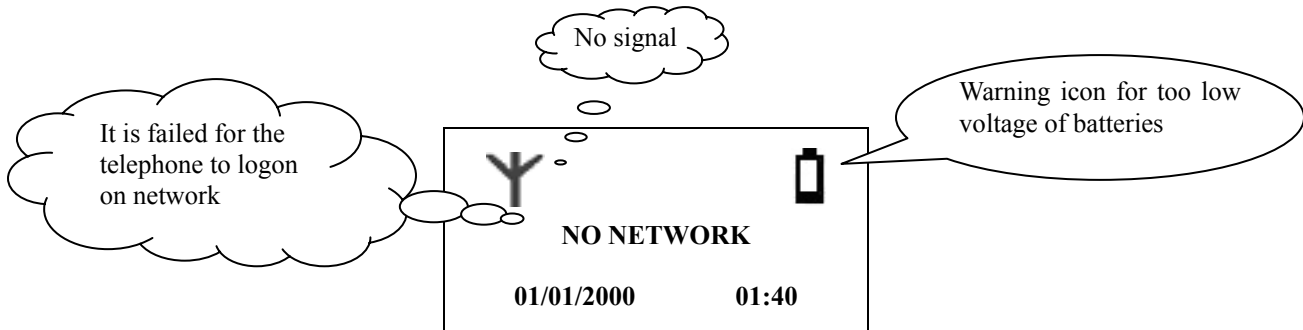 No signal
Warning icon for too low
voltage of batteries
It is failed for the
telephone to logon
on network
NO NETWORK
01/01/2000 01:40